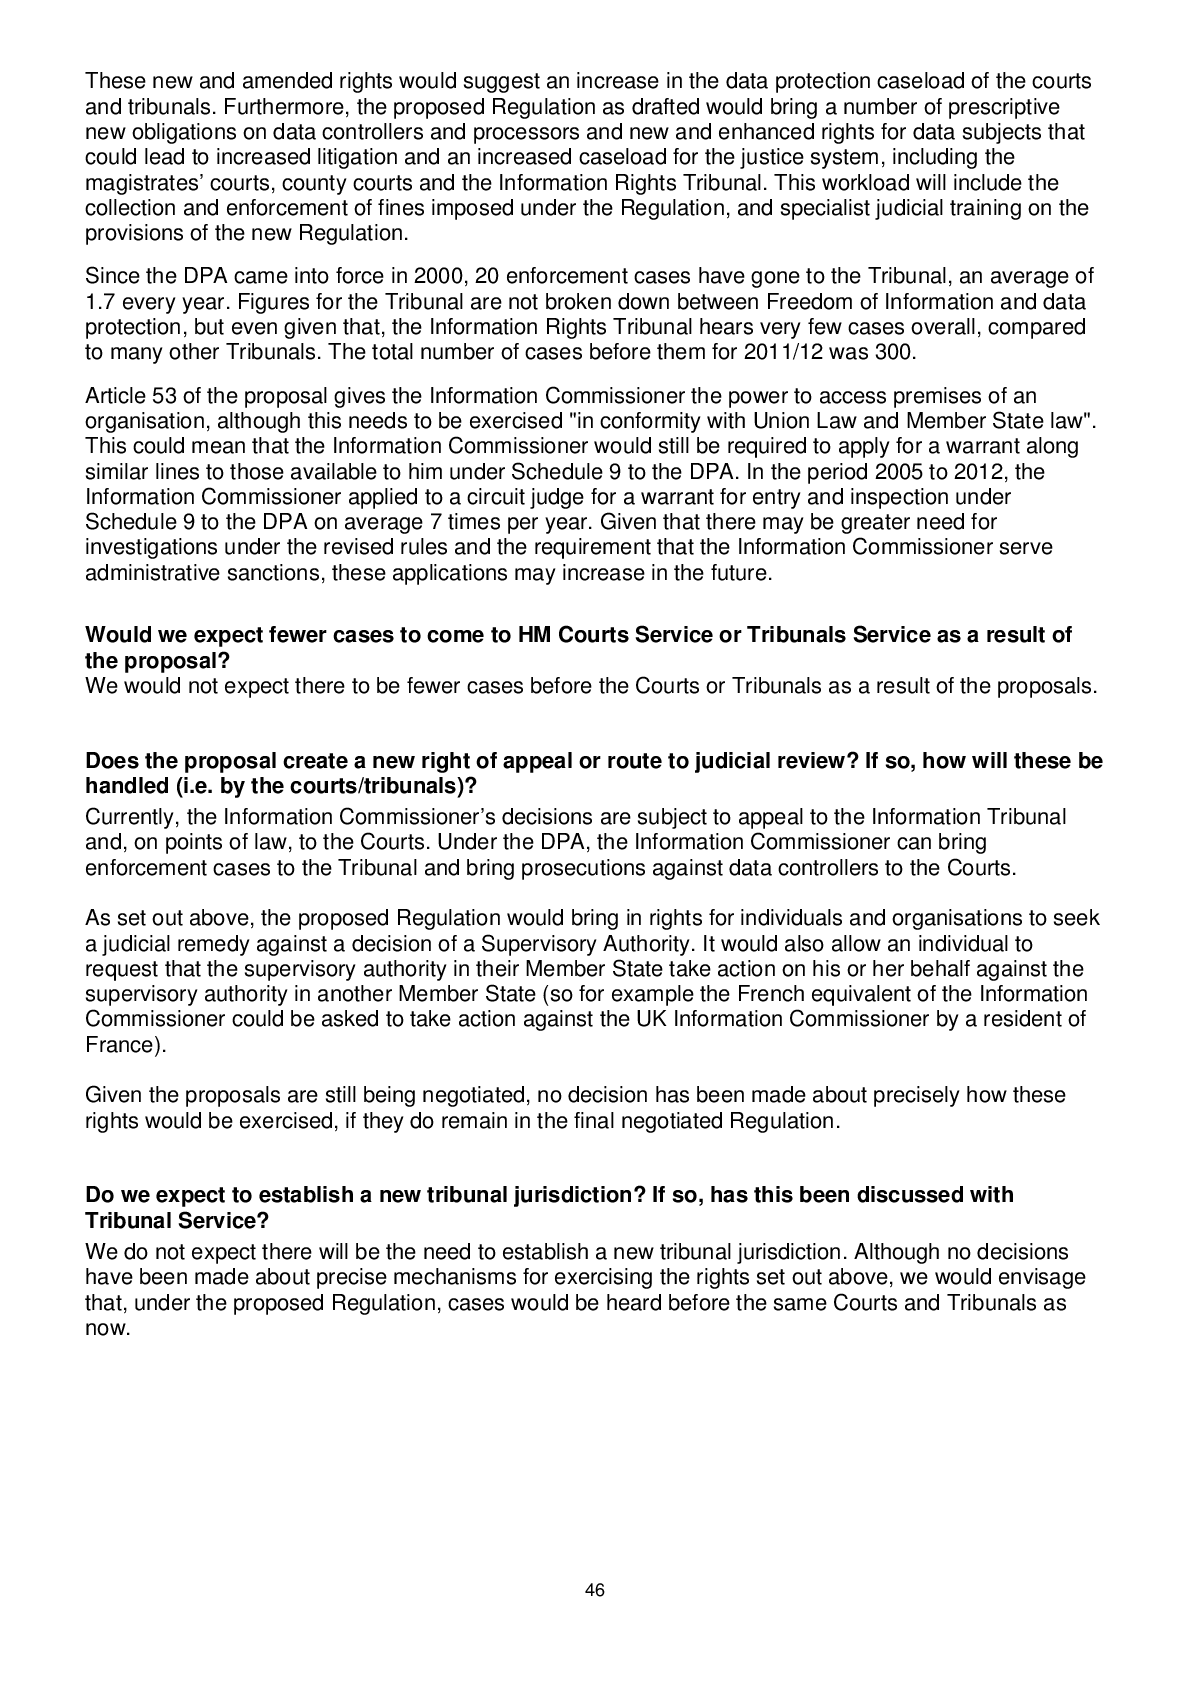 These new and amended rights would suggest an increase in the data protection caseload of the courts
and tribunals. Furthermore, the proposed Regulation as drafted would bring a number of prescriptive
new obligations on data controllers and processors and new and enhanced rights for data subjects that
could lead to increased litigation and an increased caseload for the justice system, including the
magistrates’ courts, county courts and the Information Rights Tribunal. This workload will include the
collection and enforcement of fines imposed under the Regulation, and specialist judicial training on the
provisions of the new Regulation.
Since the DPA came into force in 2000, 20 enforcement cases have gone to the Tribunal, an average of
1.7 every year. Figures for the Tribunal are not broken down between Freedom of Information and data
protection, but even given that, the Information Rights Tribunal hears very few cases overall, compared
to many other Tribunals. The total number of cases before them for 2011/12 was 300.
Article 53 of the proposal gives the Information Commissioner the power to access premises of an
organisation, although this needs to be exercised "in conformity with Union Law and Member State law".
This could mean that the Information Commissioner would still be required to apply for a warrant along
similar lines to those available to him under Schedule 9 to the DPA. In the period 2005 to 2012, the
Information Commissioner applied to a circuit judge for a warrant for entry and inspection under
Schedule 9 to the DPA on average 7 times per year. Given that there may be greater need for
investigations under the revised rules and the requirement that the Information Commissioner serve
administrative sanctions, these applications may increase in the future.
Would we expect fewer cases to come to HM Courts Service or Tribunals Service as a result of
the proposal?
We would not expect there to be fewer cases before the Courts or Tribunals as a result of the proposals.
Does the proposal create a new right of appeal or route to judicial review? If so, how will these be
handled (i.e. by the courts/tribunals)?
Currently, the Information Commissioner’s decisions are subject to appeal to the Information Tribunal
and, on points of law, to the Courts. Under the DPA, the Information Commissioner can bring
enforcement cases to the Tribunal and bring prosecutions against data controllers to the Courts.
As set out above, the proposed Regulation would bring in rights for individuals and organisations to seek
a judicial remedy against a decision of a Supervisory Authority. It would also allow an individual to
request that the supervisory authority in their Member State take action on his or her behalf against the
supervisory authority in another Member State (so for example the French equivalent of the Information
Commissioner could be asked to take action against the UK Information Commissioner by a resident of
France).
Given the proposals are still being negotiated, no decision has been made about precisely how these
rights would be exercised, if they do remain in the final negotiated Regulation.
Do we expect to establish a new tribunal jurisdiction? If so, has this been discussed with
Tribunal Service?
We do not expect there will be the need to establish a new tribunal jurisdiction. Although no decisions
have been made about precise mechanisms for exercising the rights set out above, we would envisage
that, under the proposed Regulation, cases would be heard before the same Courts and Tribunals as
now.
46